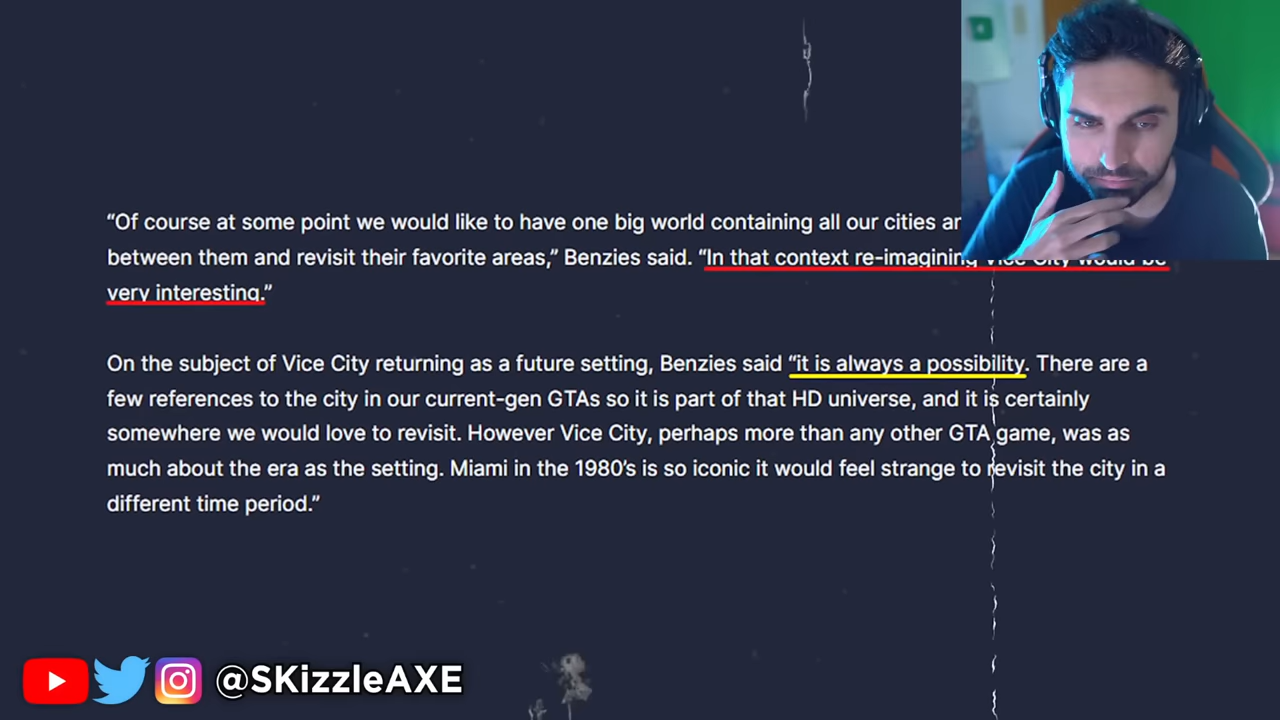 “Of course at some point we would like to have one big world containing all our cities
between them and revisit their favorite areas,” Benzies said. “In that context re-imagining Vice City would be
very interesting.”
On the subject of Vice City returning as a future setting, Benzies said “it is always a possibility. There are a
few references to the city in our current-gen GTAs so it is part of that HD universe, and it is certainly
somewhere we would love to revisit. However Vice City, perhaps more than any other GTA game, was as
much about the era as the setting. Miami in the 1980’s is so iconic it would feel strange to revisit the city in a
different time period.”
@SKizzleAXE